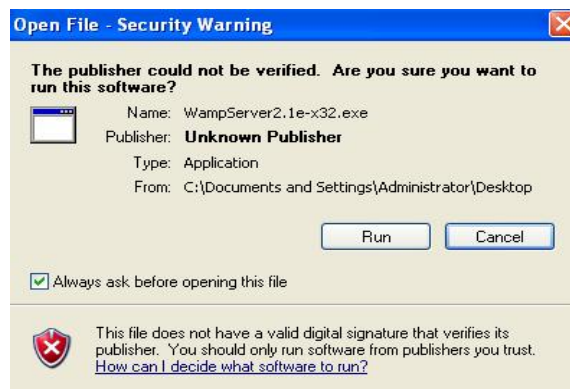 Open File - Security Warning
The publisher could not be verified.  Are you sure you want to
run this software?
Name: WampServer2.1e-x32.exe
Publisher: Unknown Publisher
Type: Application
From: C:\Documents and Settings\Administrator\Desktop
Run Cancel
Always ask before opening this file
This file does not have a valid digital signature that verifies its
publisher.  You should only run software from publishers you trust.
How can I decide what software to run?